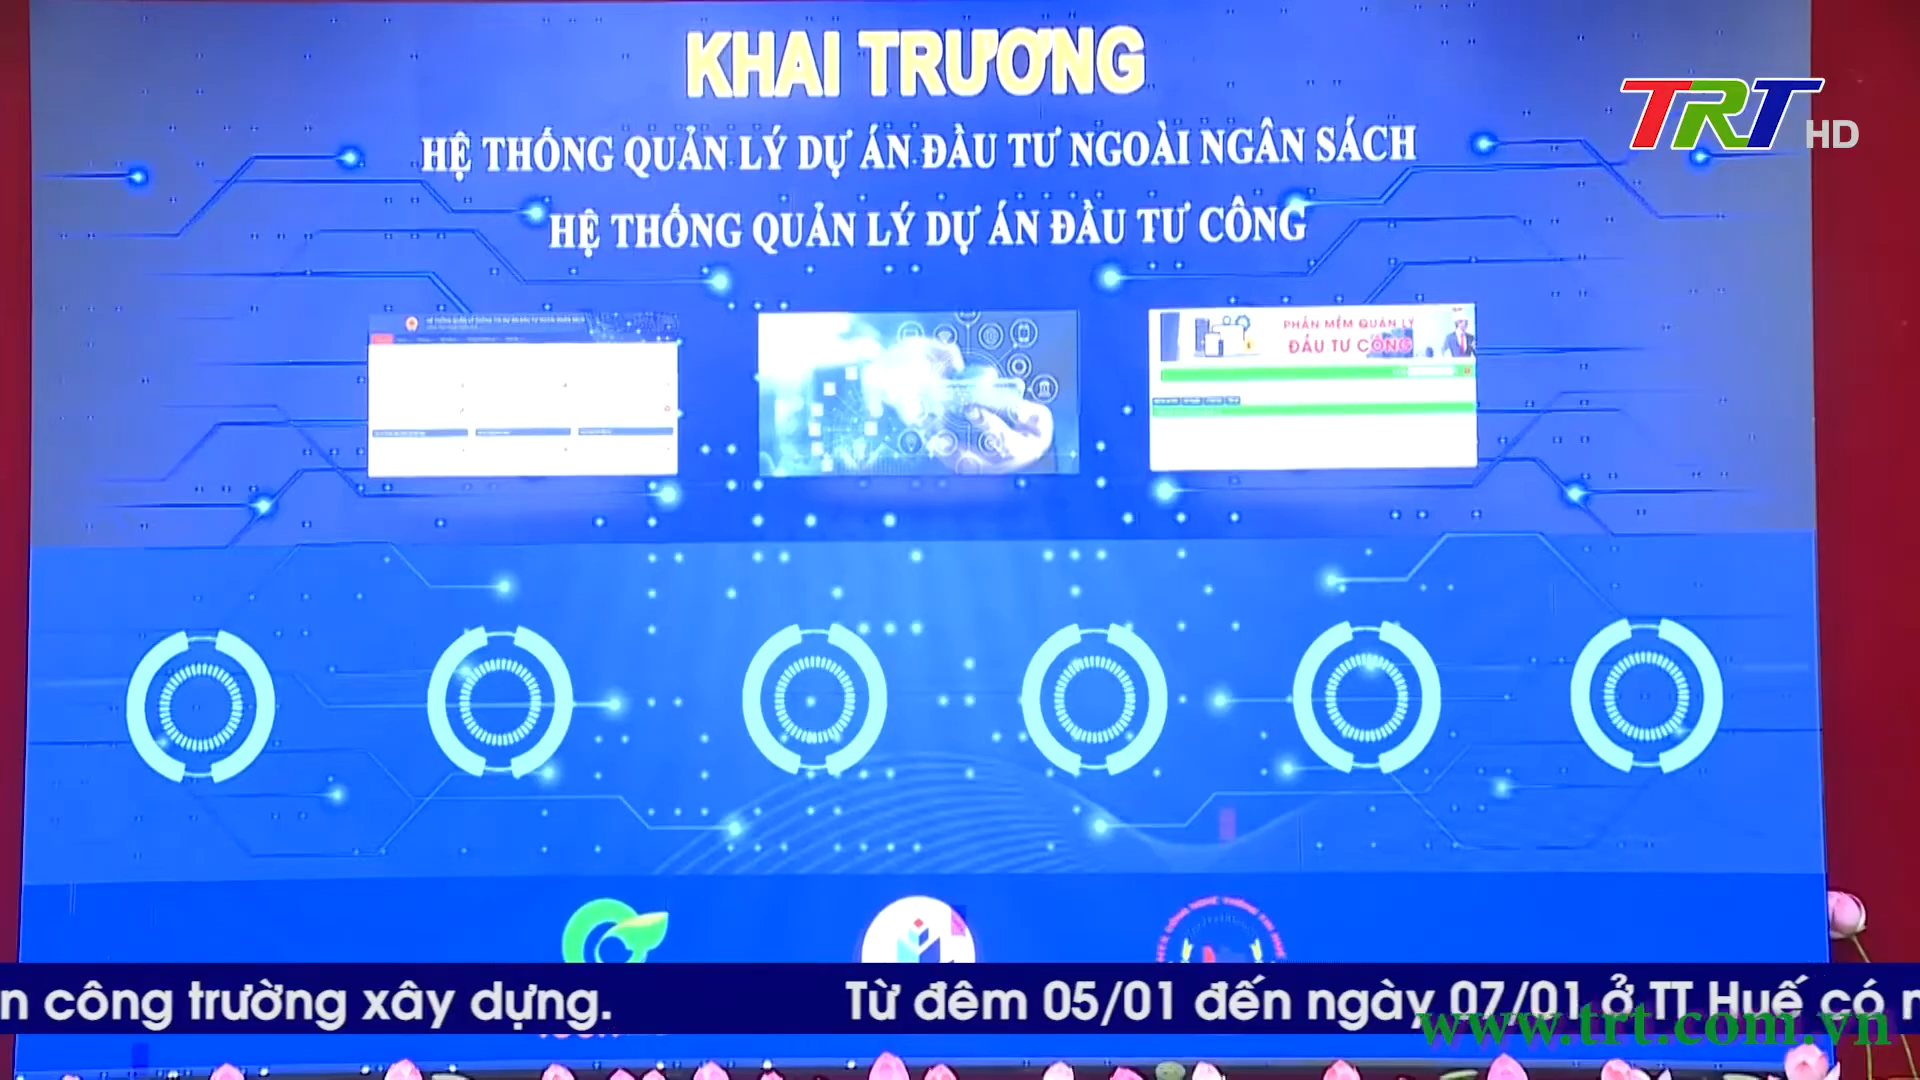 KHAI TRƯƠNG
TRT HD
HỆ THỐNG QUẢN LÝ DỰ ÁN ĐẦU TƯ NGOÀI NGÂN SÁCH
HỆ THỐNG QUẢN LÝ DỰ ÁN ĐẦU TƯ CÔNG
PHẦN MỀM QUẢN LÝ
ĐẦU TƯ CÔNG
n công trường xây dựng. Từ đêm 05/01 đến ngày 07/01 ở TT Huế có
www.trt.com.vn